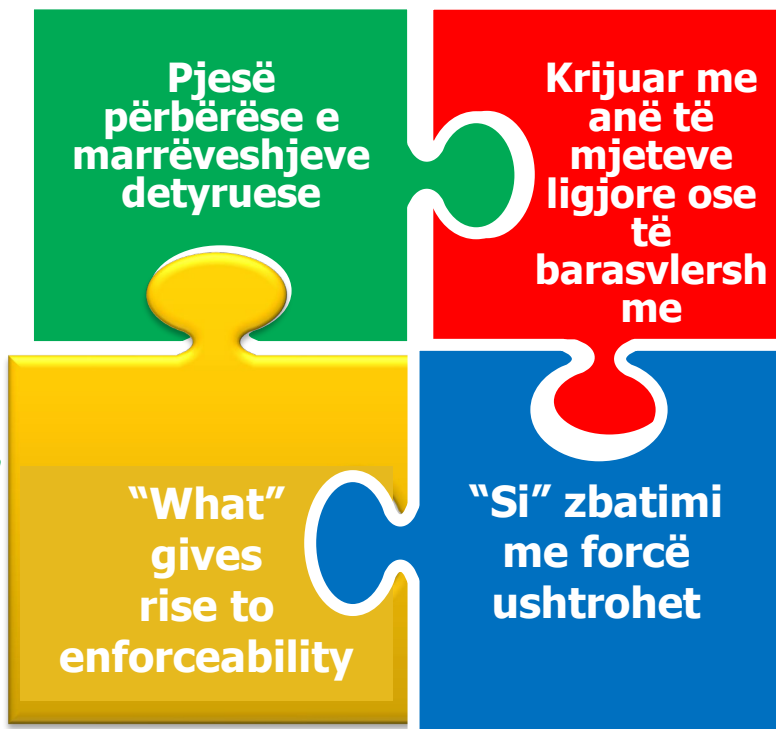 Pjesë
përbërëse e
marrëveshjeve
detyruese
Krijuar me
anë të
mjeteve
ligjore ose
të
barasvlersh
me
“What”
gives
rise to
enforceability
“Si” zbatimi
me forcë
ushtrohet